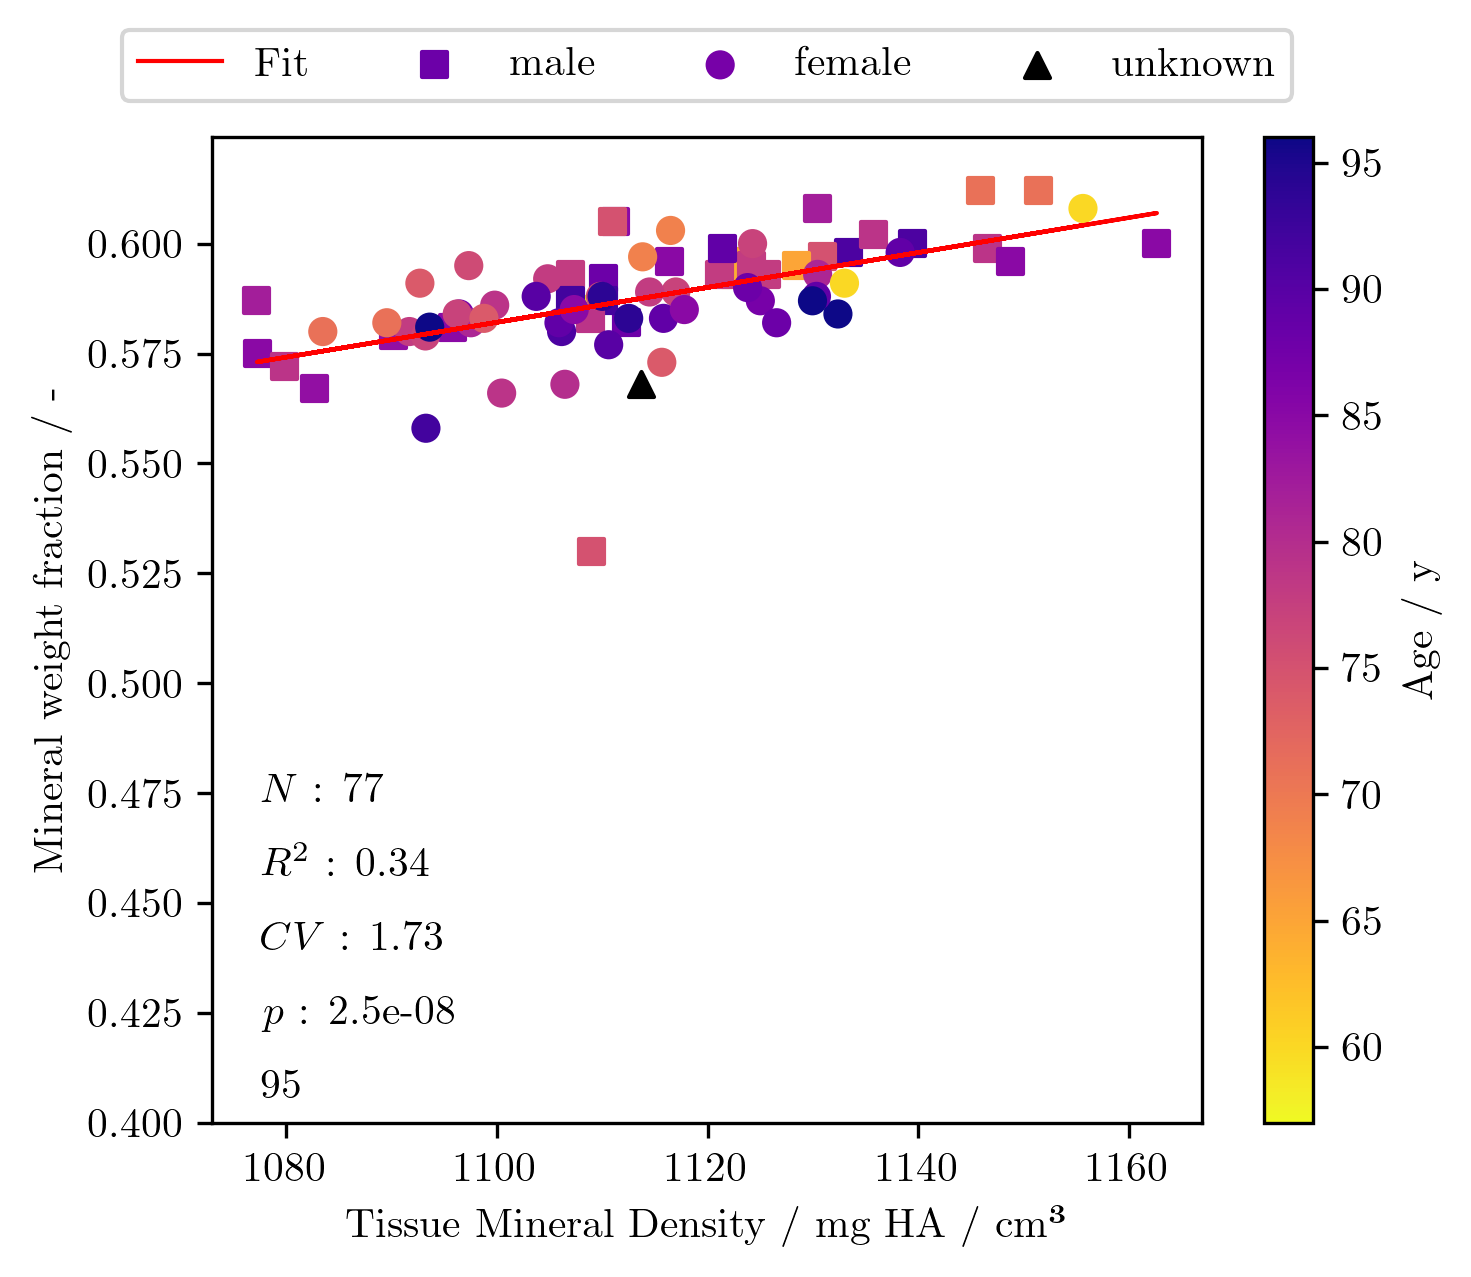 Fit male female unknown
Mineral weight fraction / -
0.600
0.575
0.550
0.525
0.500
0.475
0.450
0.425
0.400
N : 77
R² : 0.34
CV : 1.73
p : 2.5e-08
95
1080 1100 1120 1140 1160
Tissue Mineral Density / mg HA / cm³
95
90
85
80
75
70
65
60
Age / y